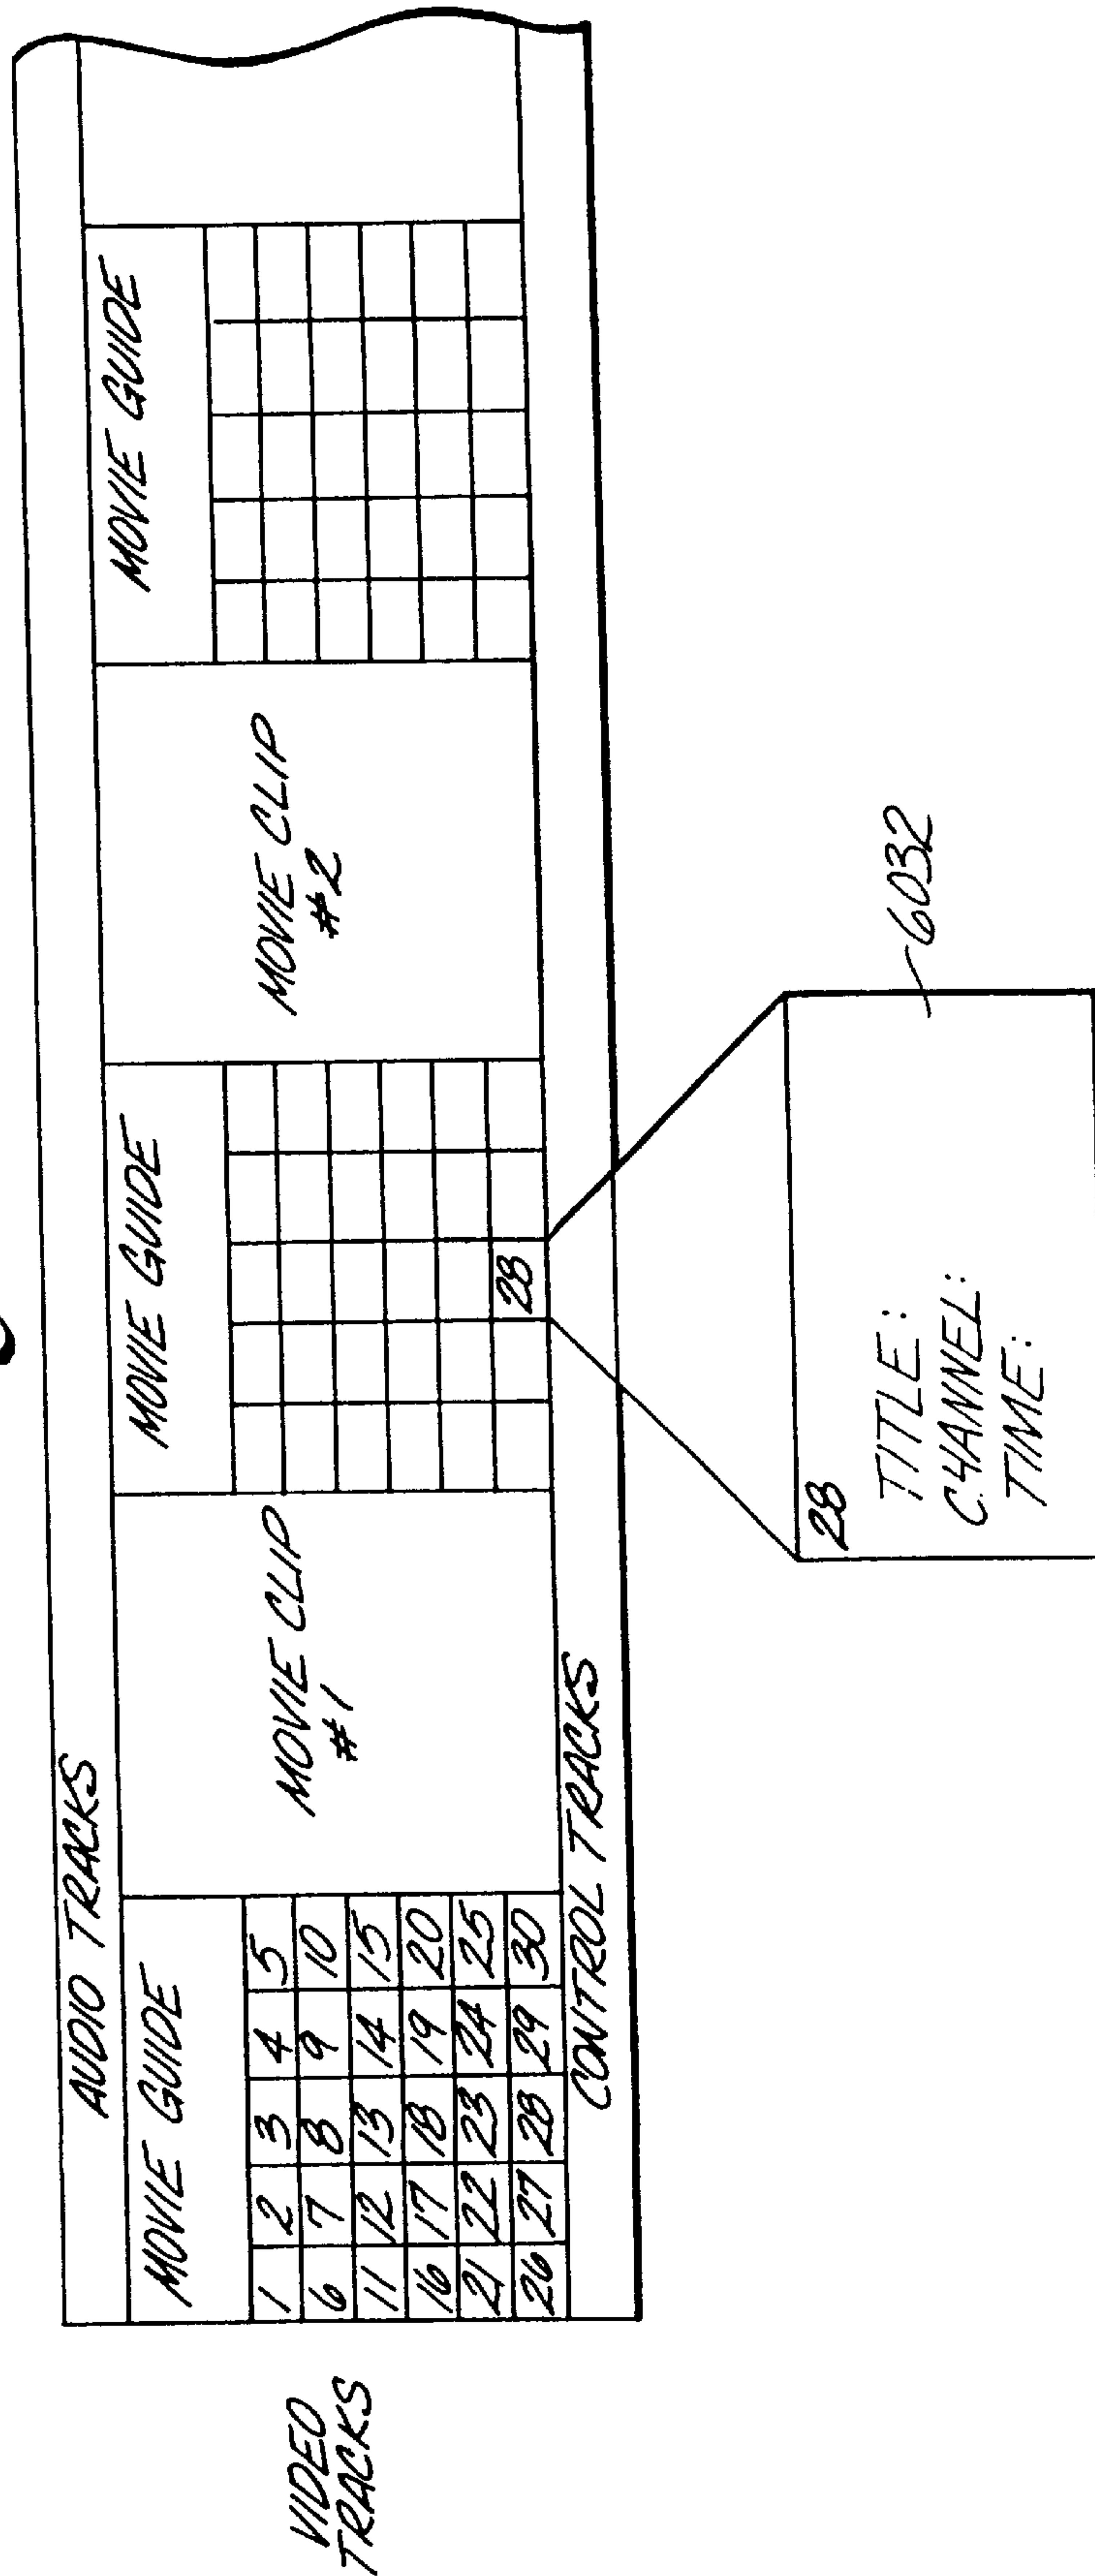 AUDIO TRACKS
VIDEO
TRACKS
MOVIE GUIDE
1 2 3 4 5
6 7 8 9 10
11 12 13 14 15
16 17 18 19 20
21 22 23 24 25
26 27 28 29 30
MOVIE CLIP
#1
MOVIE GUIDE
28
MOVIE CLIP
#2
MOVIE GUIDE
CONTROL TRACKS
28
TITLE:
CHANNEL:
TIME:
6032